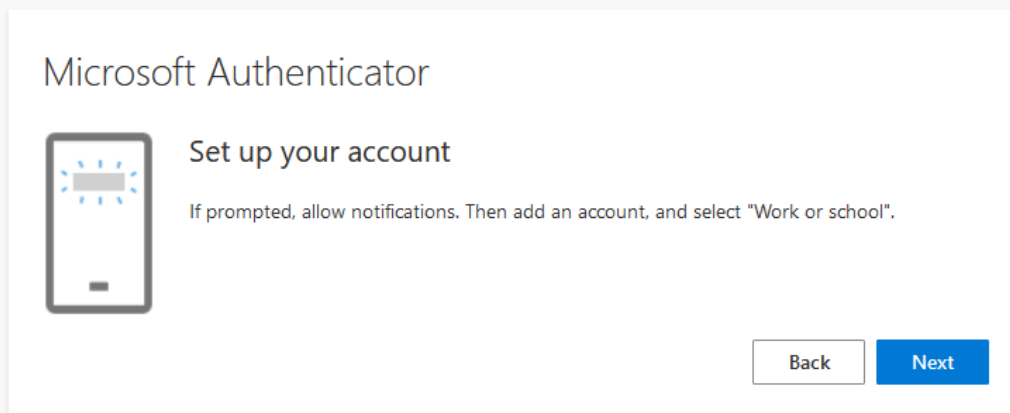 Microsoft Authenticator
Set up your account
If prompted, allow notifications. Then add an account, and select "Work or school".
Back
Next